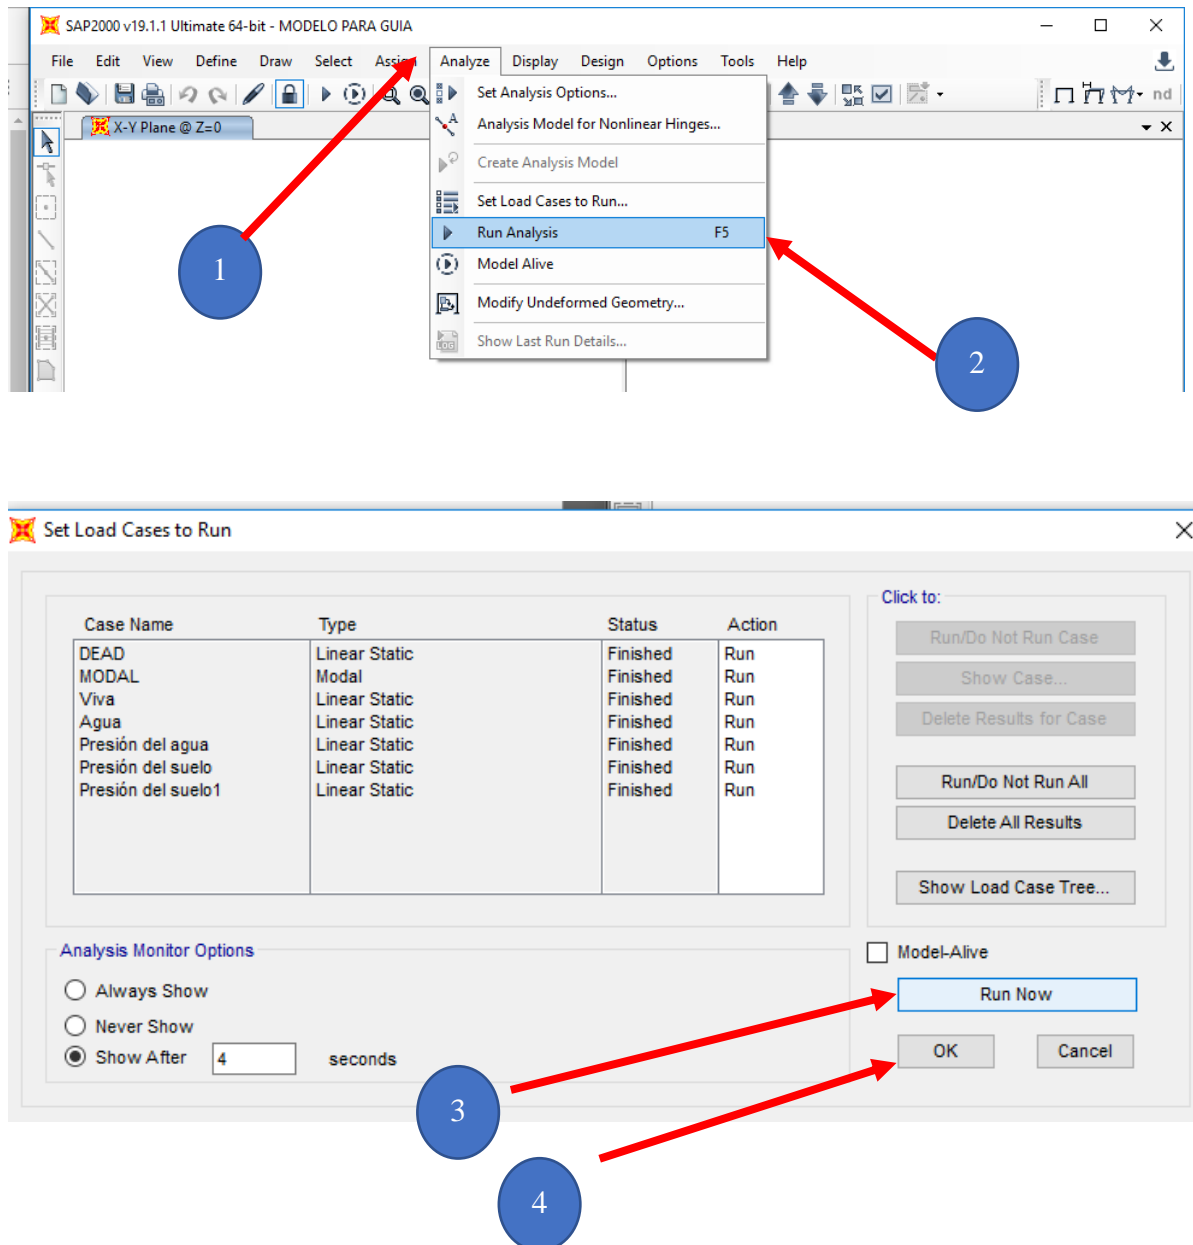 SAP2000 v19.1.1 Ultimate 64-bit - MODELO PARA GUIA
File Edit View Define Draw Select Assign Analyze Display Design Options Tools Help
nd
X-Y Plane @ Z=0
Set Analysis Options...
Analysis Model for Nonlinear Hinges...
Create Analysis Model
Set Load Cases to Run...
Run Analysis F5
Model Alive
Modify Undeformed Geometry...
LOG
Show Last Run Details...
1
2
Set Load Cases to Run
Case Name Type Status Action
DEAD Linear Static Finished Run
MODAL Modal Finished Run
Viva Linear Static Finished Run
Agua Linear Static Finished Run
Presión del agua Linear Static Finished Run
Presión del suelo Linear Static Finished Run
Presión del suelo1 Linear Static Finished Run
Click to:
Run/Do Not Run Case
Show Case...
Delete Results for Case
Run/Do Not Run All
Delete All Results
Show Load Case Tree...
Analysis Monitor Options
Always Show
Never Show
Show After 4 seconds
Model-Alive
Run Now
OK Cancel
3
4